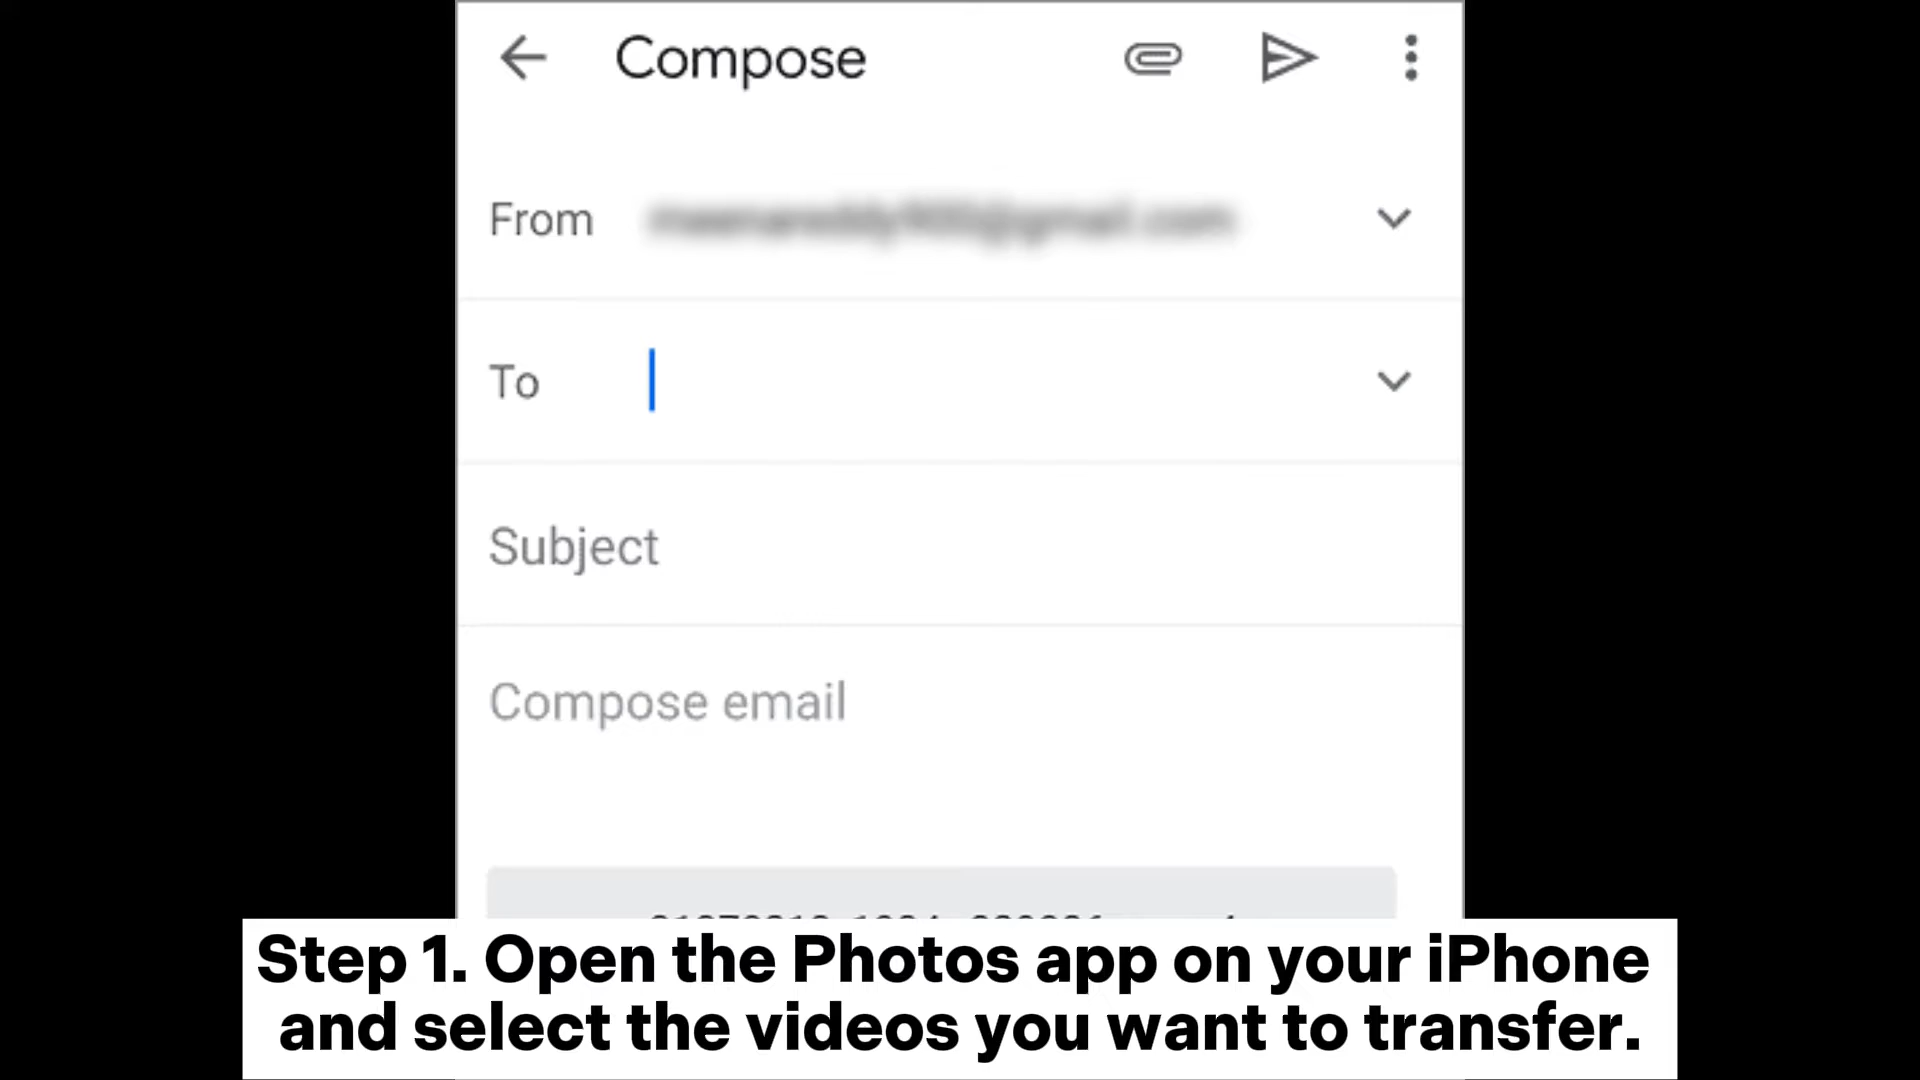 Compose
From
To
Subject
Compose email
Step 1. Open the Photos app on your iPhone
and select the videos you want to transfer.